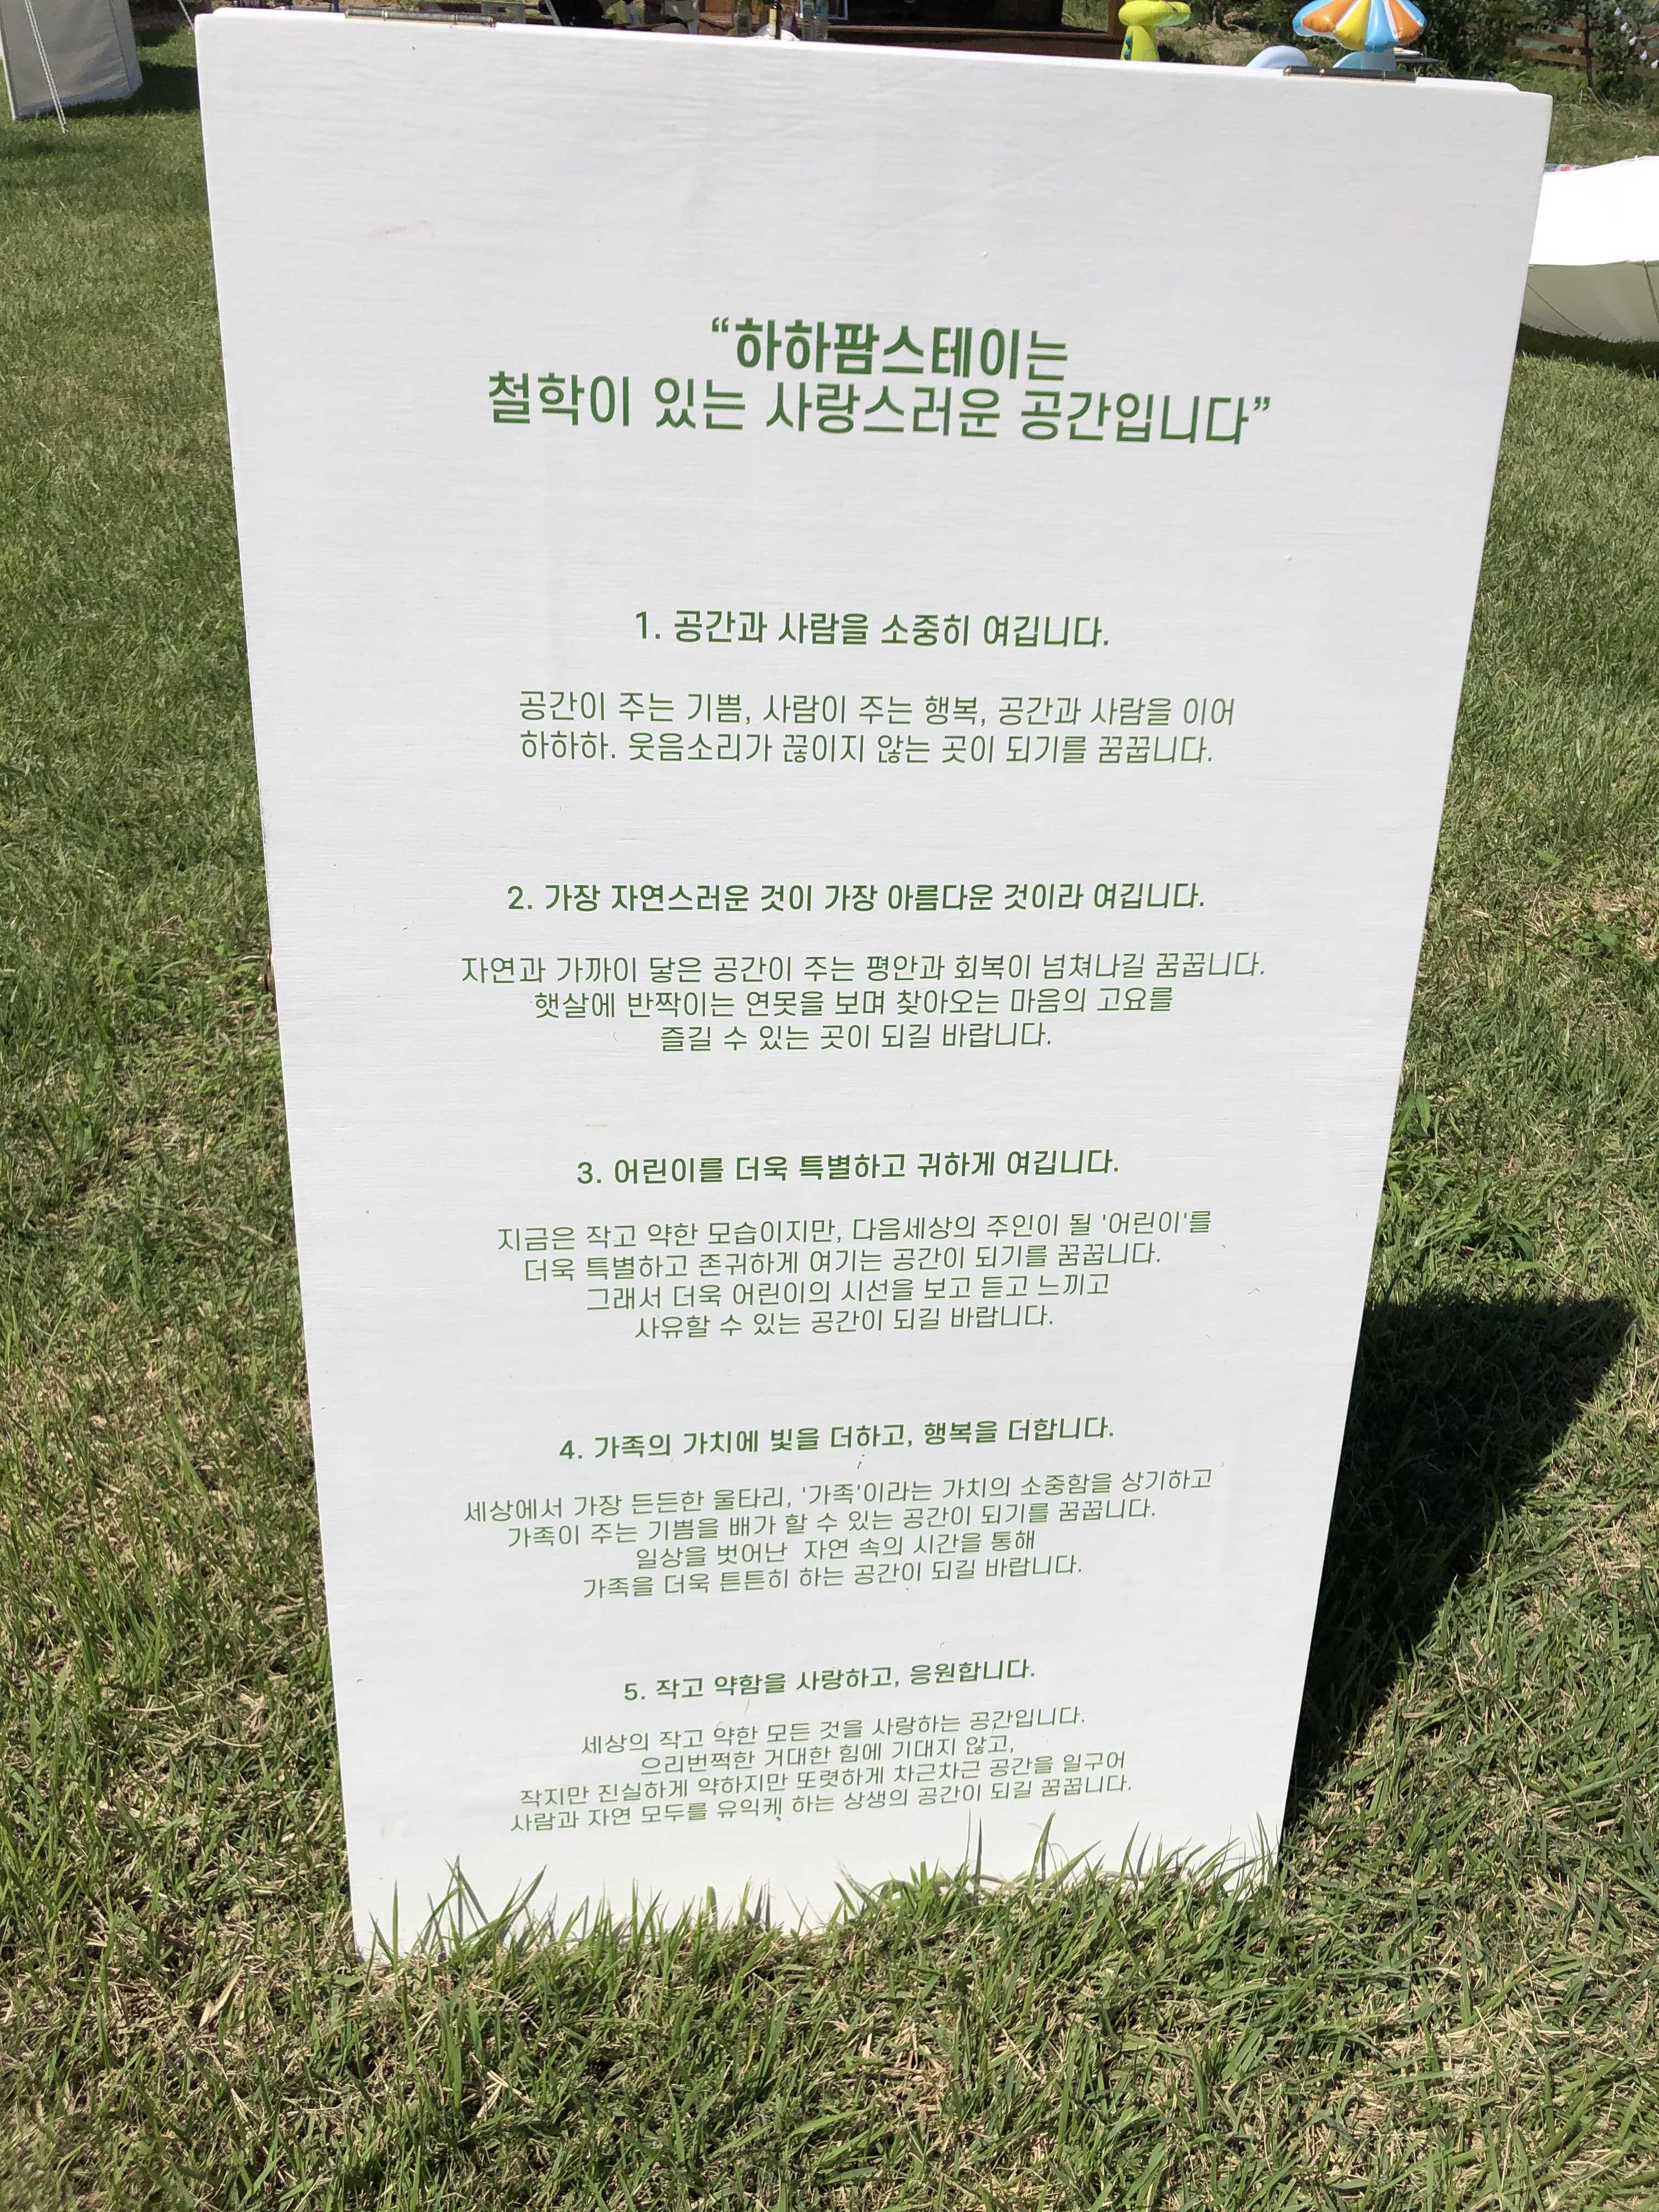 “하하팜스테이는
철학이 있는 사랑스러운 공간입니다”
1. 공간과 사람을 소중히 여깁니다.
공간이 주는 기쁨, 사람이 주는 행복, 공간과 사람을 이어
하하하. 웃음소리가 끊이지 않는 곳이 되기를 꿈꿉니다.
2. 가장 자연스러운 것이 가장 아름다운 것이라 여깁니다.
자연과 가까이 닿은 공간이 주는 평안과 회복이 넘쳐나길 꿈꿉니다.
햇살에 반짝이는 연못을 보며 찾아오는 마음의 고요를
즐길 수 있는 곳이 되길 바랍니다.
3. 어린이를 더욱 특별하고 귀하게 여깁니다.
지금은 작고 약한 모습이지만, 다음세상의 주인이 될 '어린이'를
더욱 특별하고 존귀하게 여기는 공간이 되기를 꿈꿉니다.
그래서 더욱 어린이의 시선을 보고 듣고 느끼고
사유할 수 있는 공간이 되길 바랍니다.
4. 가족의 가치에 빛을 더하고, 행복을 더합니다.
세상에서 가장 든든한 울타리, '가족'이라는 가치의 소중함을 상기하고
가족이 주는 기쁨을 배가 할 수 있는 공간이 되기를 꿈꿉니다.
일상을 벗어난 자연 속의 시간을 통해
가족을 더욱 튼튼히 하는 공간이 되길 바랍니다.
5. 작고 약함을 사랑하고, 응원합니다.
세상의 작고 약한 모든 것을 사랑하는 공간입니다.
으리번쩍한 거대한 힘에 기대지 않고,
작지만 진실하게 약하지만 또렷하게 차근차근 공간을 일구어
사람과 자연 모두를 유익케 하는 상생의 공간이 되길 꿈꿉니다.